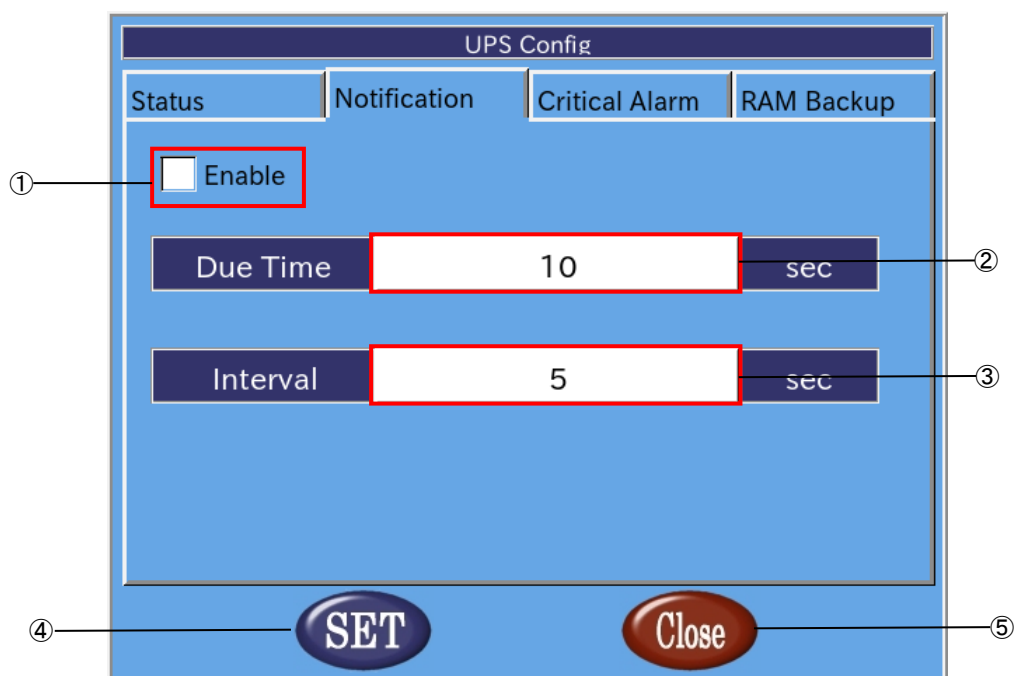 UPS Config
Status Notification Critical Alarm RAM Backup
① Enable
Due Time 10 sec ②
Interval 5 sec ③
④ SET Close ⑤